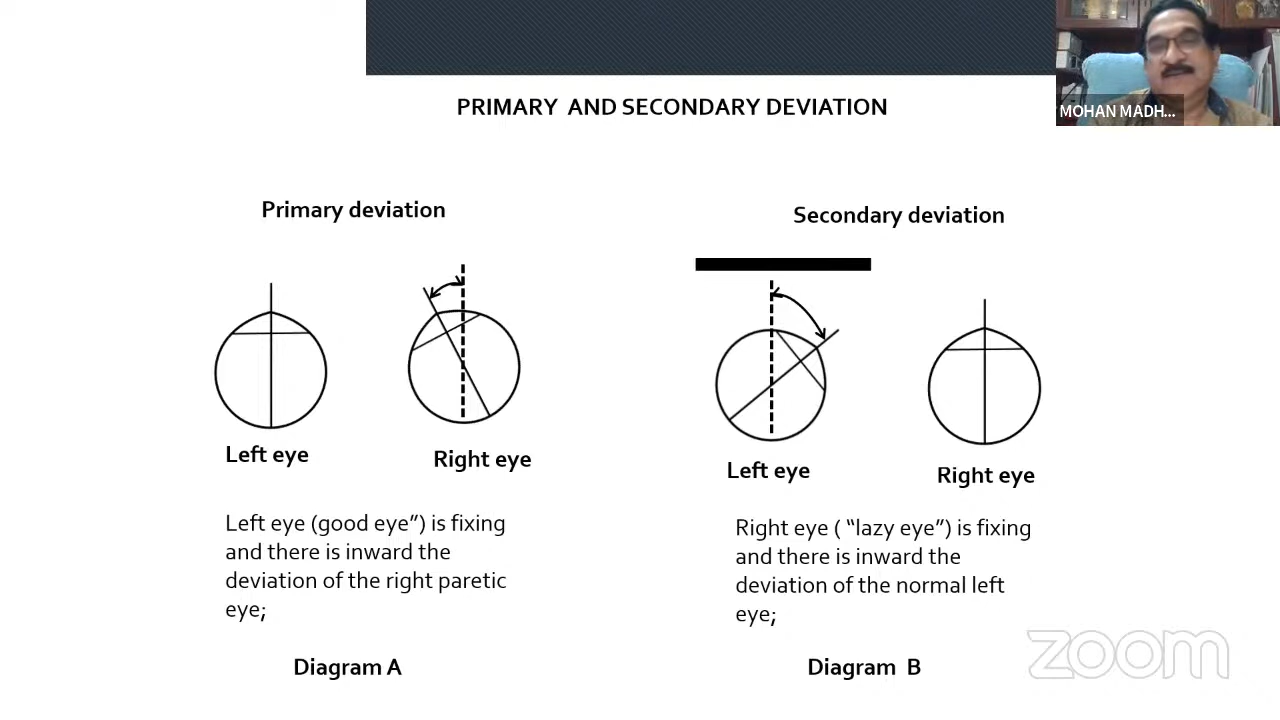 MOHAN MADH...
PRIMARY AND SECONDARY DEVIATION
Primary deviation
Left eye
Right eye
Left eye (good eye”) is fixing
and there is inward the
deviation of the right paretic
eye;
Diagram A
Secondary deviation
Left eye
Right eye
Right eye ( “lazy eye”) is fixing
and there is inward the
deviation of the normal left
eye;
Diagram B
zoom